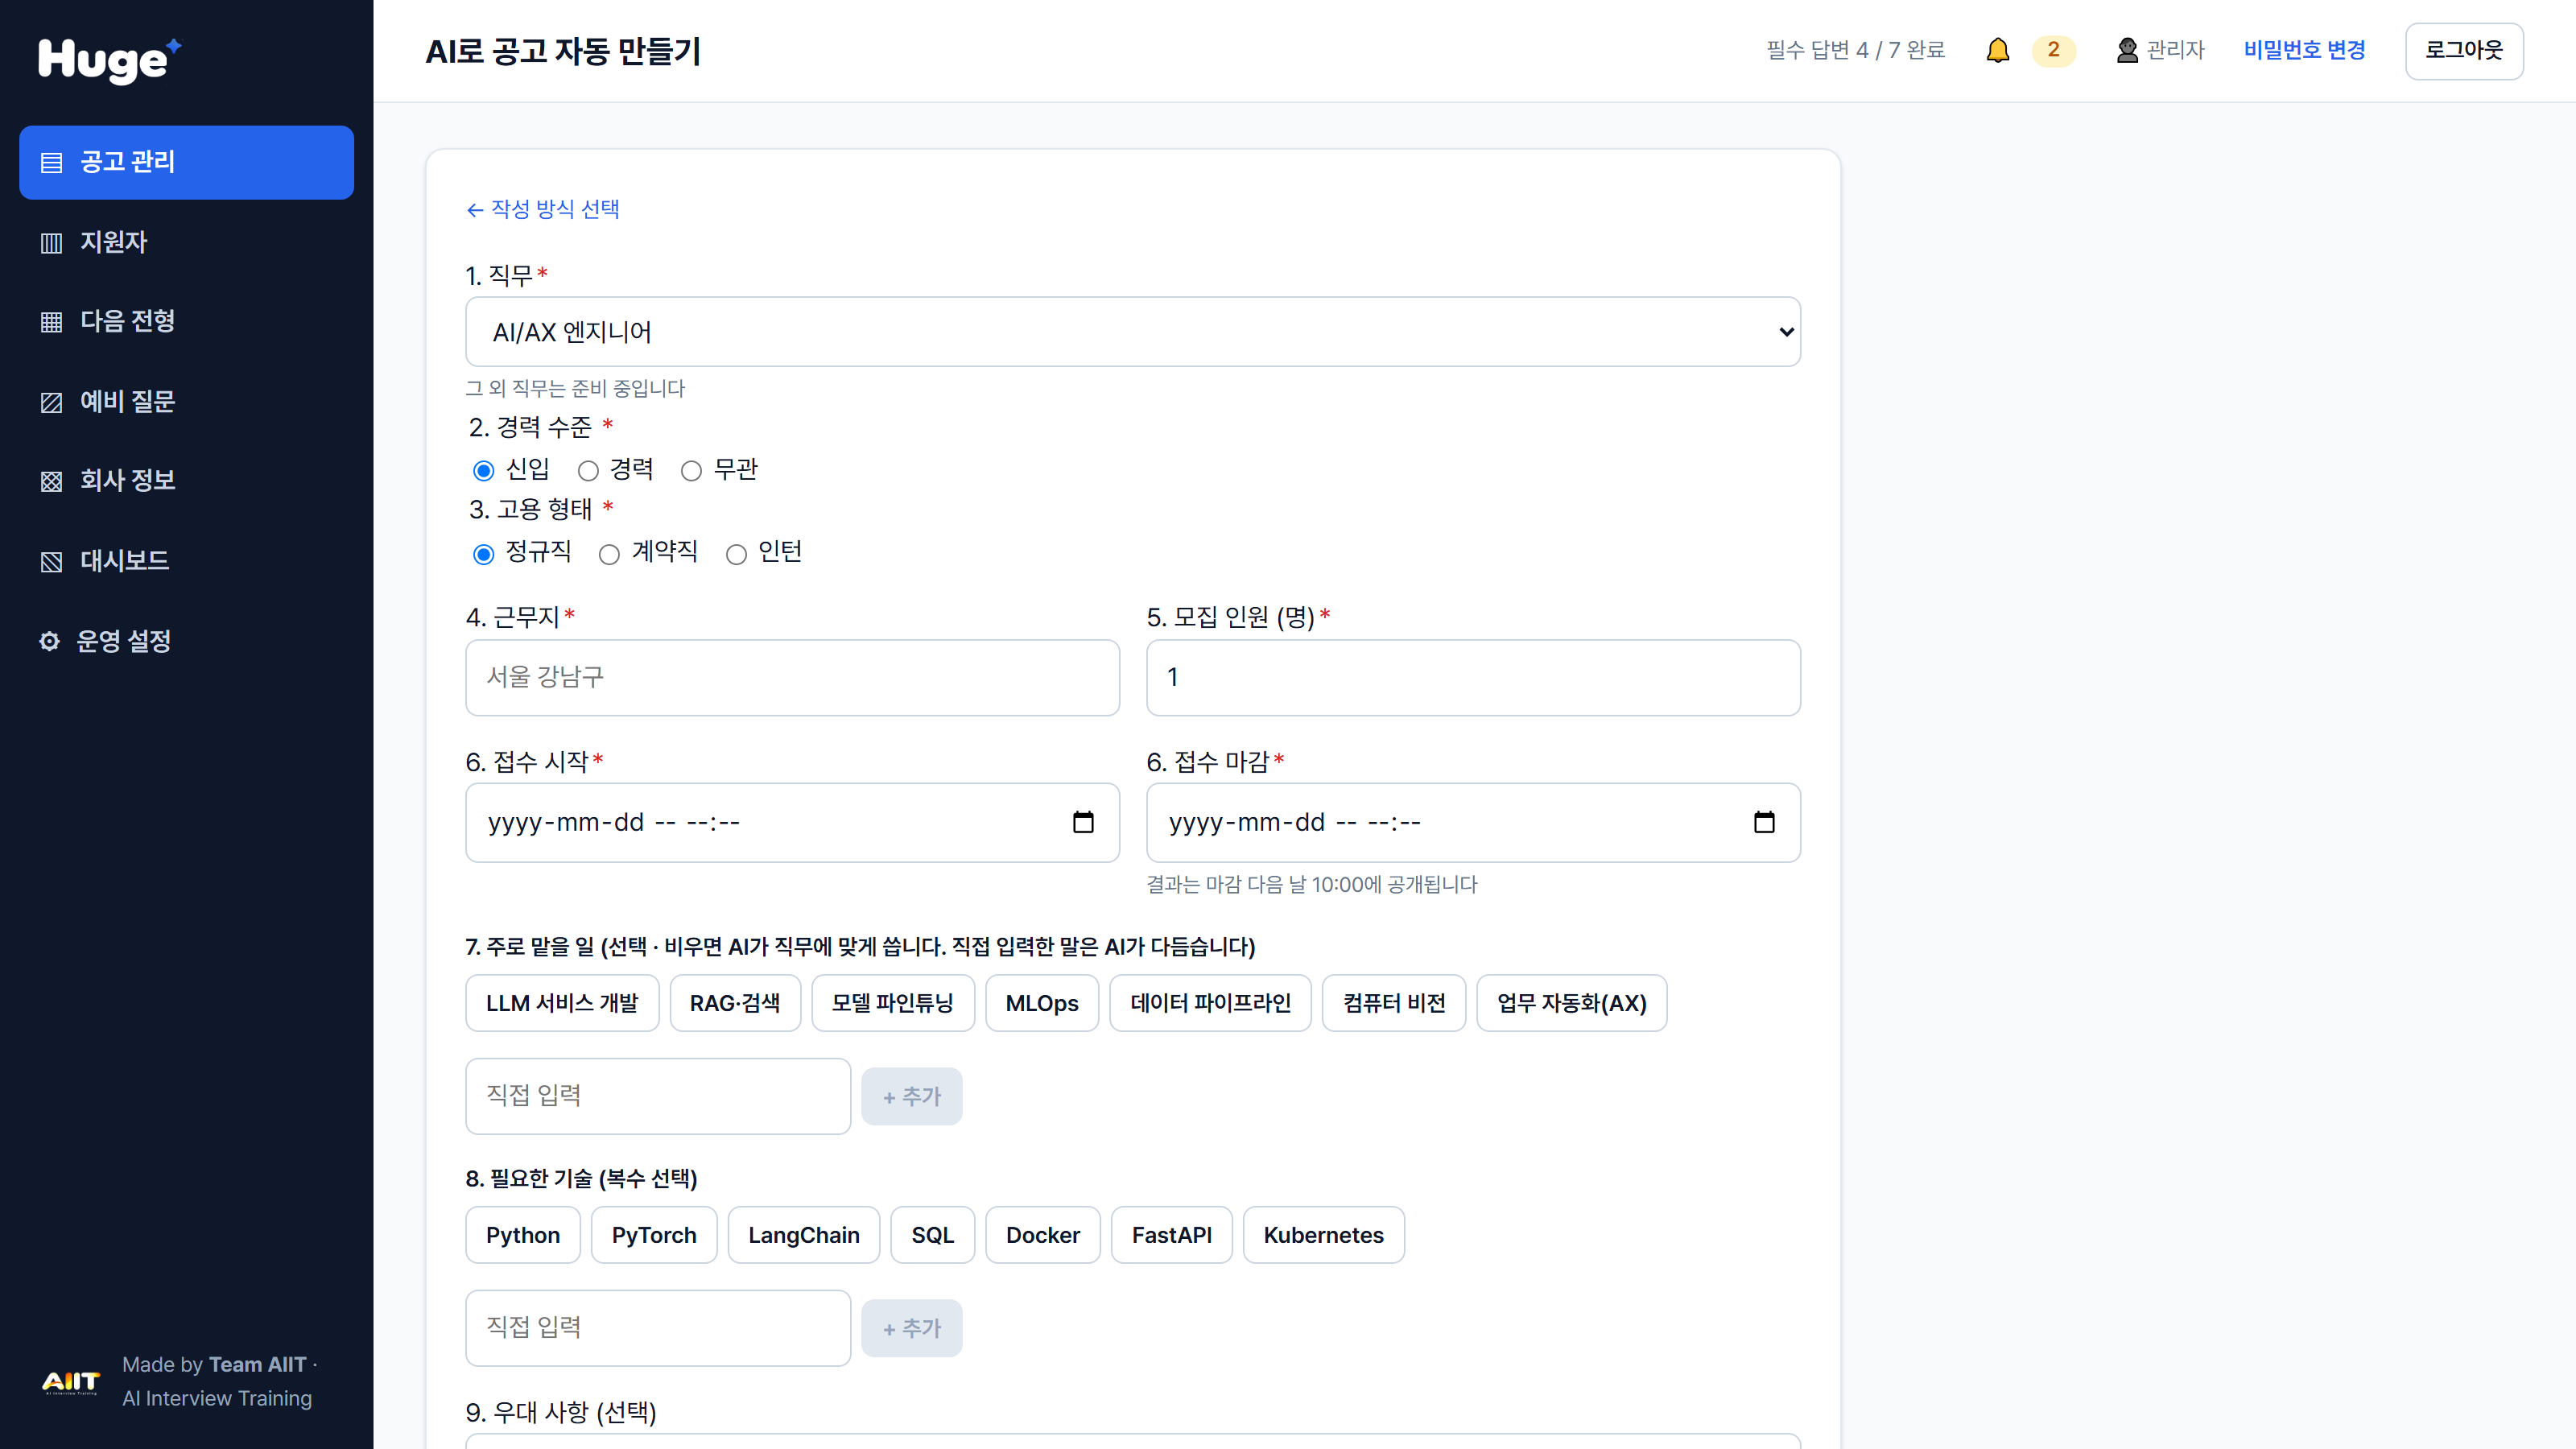 Huge
공고 관리
지원자
다음 전형
예비 질문
회사 정보
대시보드
운영 설정
AIIT
AI Interview Training
Made by Team AIIT ·
AI Interview Training
AI로 공고 자동 만들기
필수 답변 4 / 7 완료
2
관리자
비밀번호 변경
로그아웃
← 작성 방식 선택
1. 직무*
AI/AX 엔지니어
그 외 직무는 준비 중입니다
2. 경력 수준 *
신입 경력 무관
3. 고용 형태 *
정규직 계약직 인턴
4. 근무지*
서울 강남구
5. 모집 인원 (명)*
1
6. 접수 시작*
yyyy-mm-dd -- --:--
6. 접수 마감*
yyyy-mm-dd -- --:--
결과는 마감 다음 날 10:00에 공개됩니다
7. 주로 맡을 일 (선택 · 비우면 AI가 직무에 맞게 씁니다. 직접 입력한 말은 AI가 다듬습니다)
LLM 서비스 개발 RAG·검색 모델 파인튜닝 MLOps 데이터 파이프라인 컴퓨터 비전 업무 자동화(AX)
직접 입력 + 추가
8. 필요한 기술 (복수 선택)
Python PyTorch LangChain SQL Docker FastAPI Kubernetes
직접 입력 + 추가
9. 우대 사항 (선택)